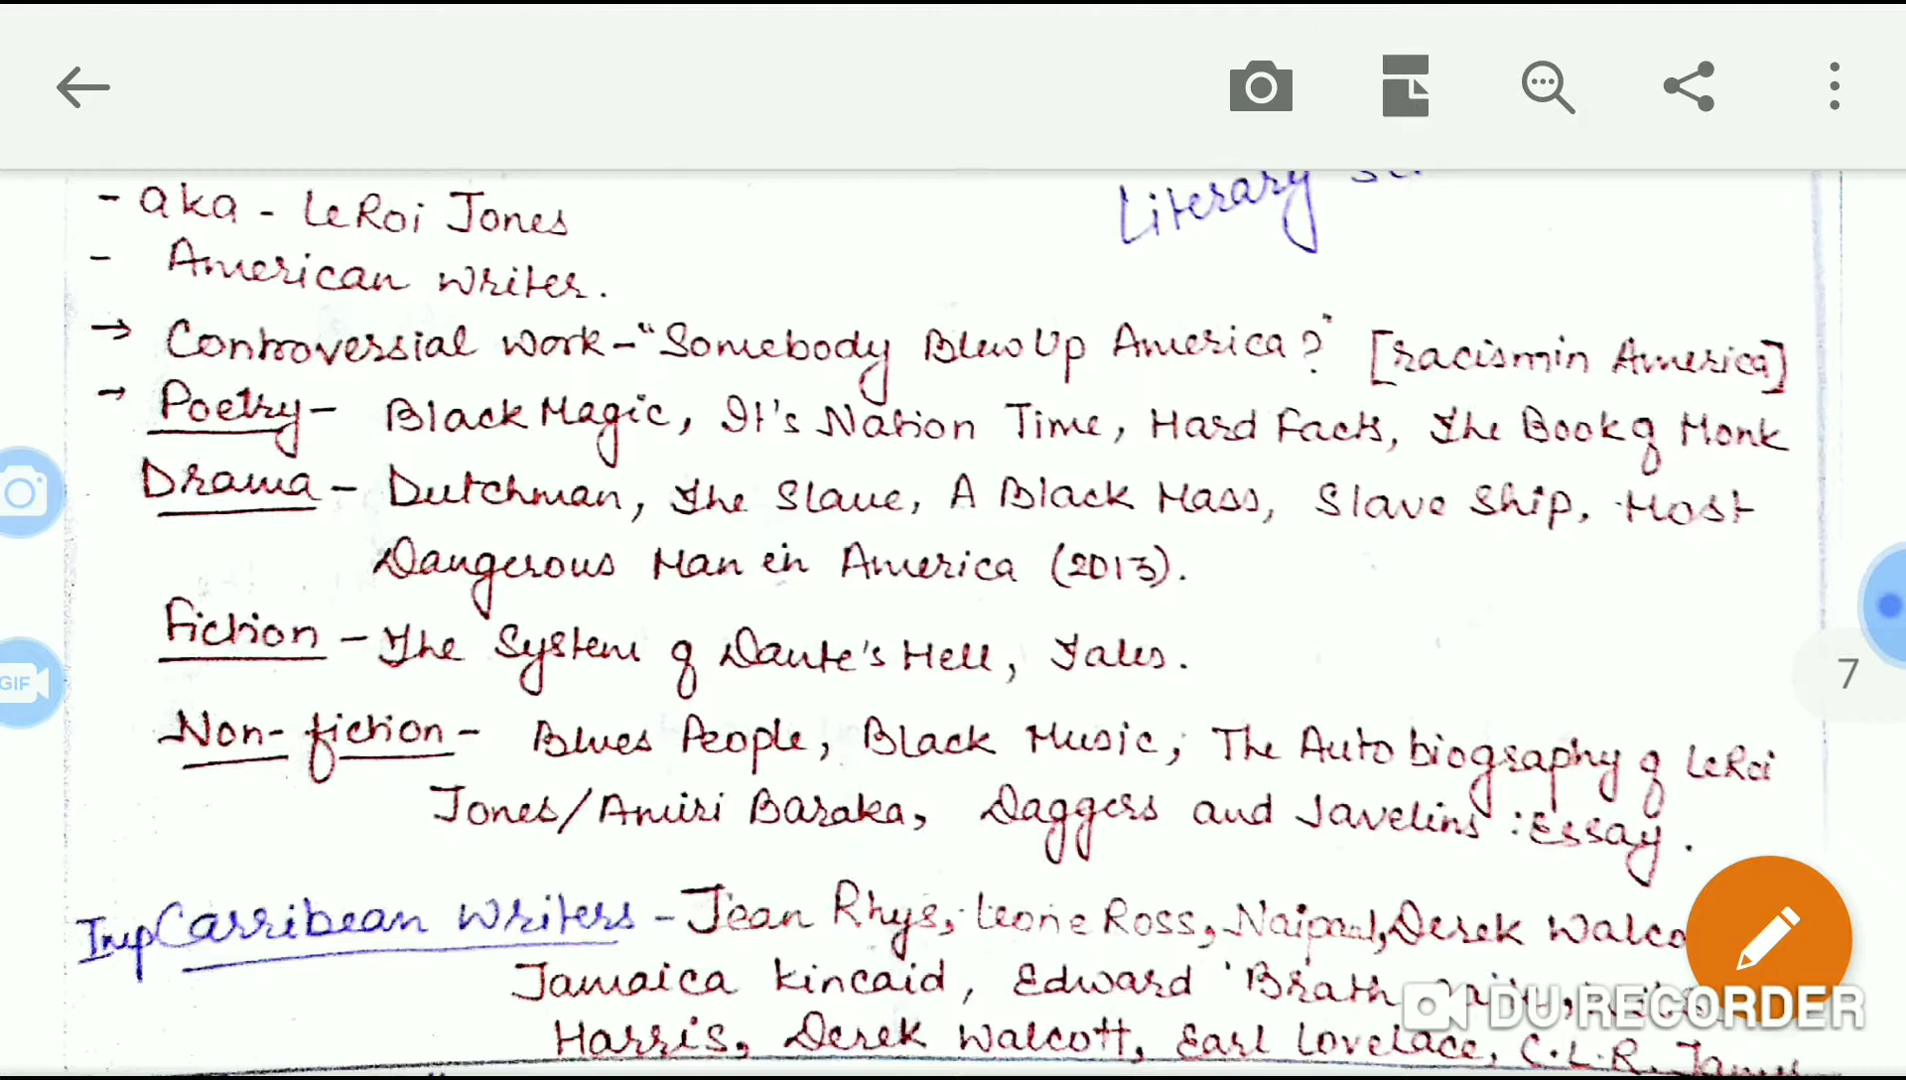 Literary
- aka - LeRoi Jones
- American writer.
→ Controversial work - "Somebody Blew Up America?" [racismin America]
→ Poetry - Black Magic, It's Nation Time, Hard Facts, The Book of Monk
Drama - Dutchman, The Slave, A Black Mass, Slave Ship, Most
Dangerous Man in America (2013).
Fiction - The System of Dante's Hell, Tales.
7
GIF
Non-fiction - Blues People, Black Music, The Autobiography of LeRoi
Jones/Amiri Baraka, Daggers and Javelins : Essay.
Imp Carribean Writers - Jean Rhys, Leone Ross, Naipaul, Derek Walco
Jamaica Kincaid, Edward Brath
DU RECORDER
Harris, Derek Walcott, Earl Lovelace, C.L.R. James